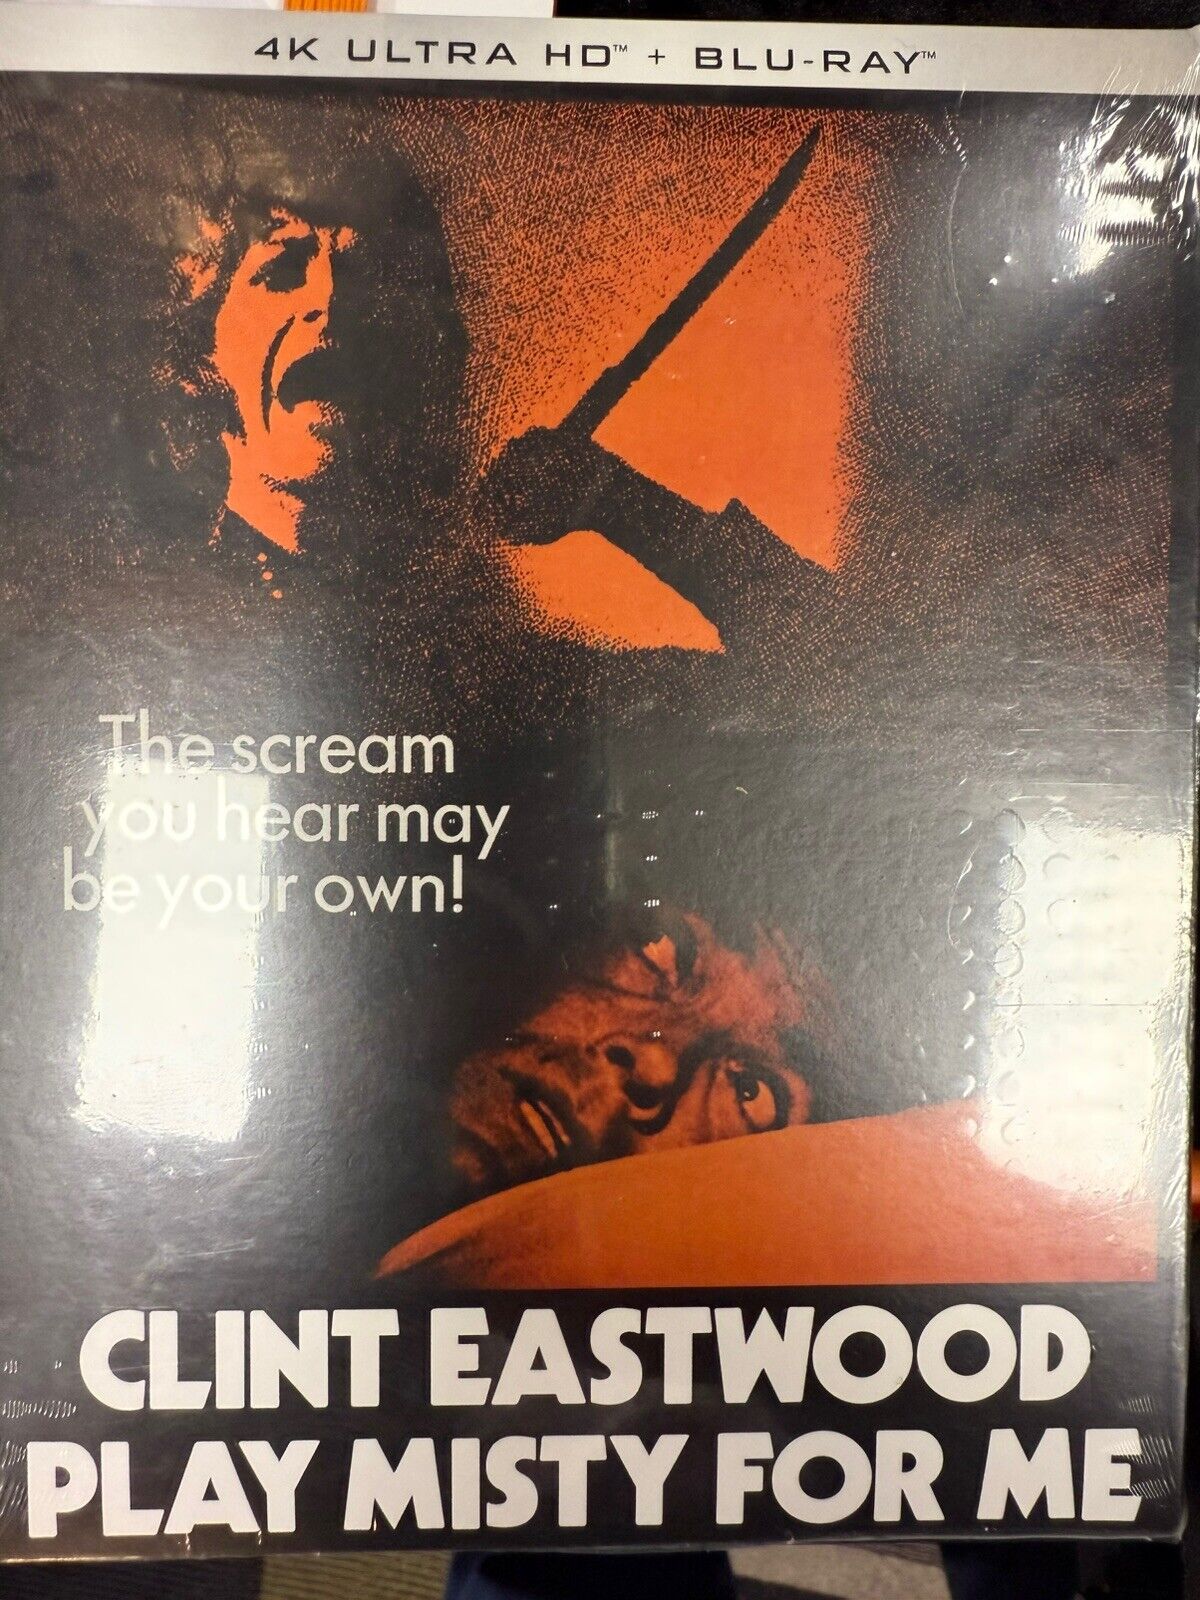 4K ULTRA HD™ + BLU-RAY™
The scream
you hear may
be your own!
CLINT EASTWOOD
PLAY MISTY FOR ME